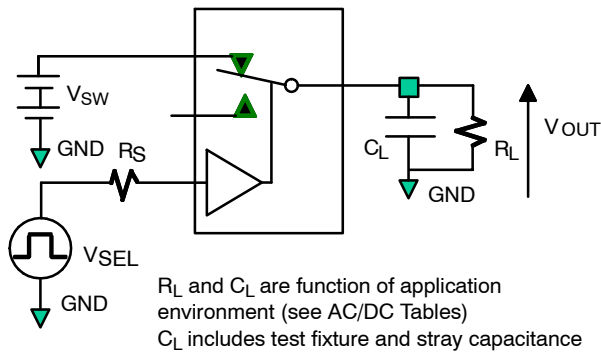 VSW
GND
RS
VSEL
GND
CL
RL
GND
VOUT
RL and CL are function of application
environment (see AC/DC Tables)
CL includes test fixture and stray capacitance